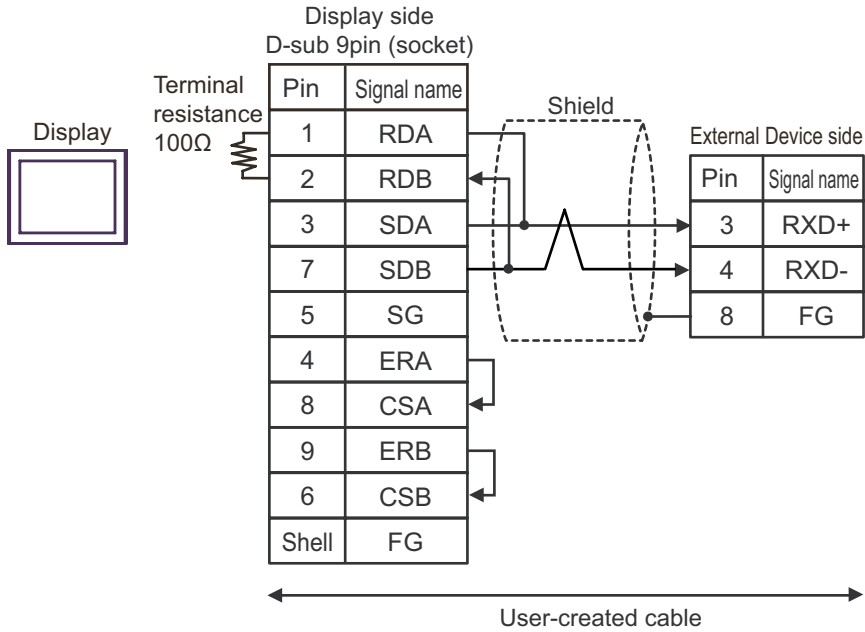 Display side
D-sub 9pin (socket)
Display
Terminal
resistance
100Ω
Pin Signal name
1 RDA
2 RDB
3 SDA
7 SDB
5 SG
4 ERA
8 CSA
9 ERB
6 CSB
Shell FG
Shield
External Device side
Pin Signal name
3 RXD+
4 RXD-
8 FG
User-created cable